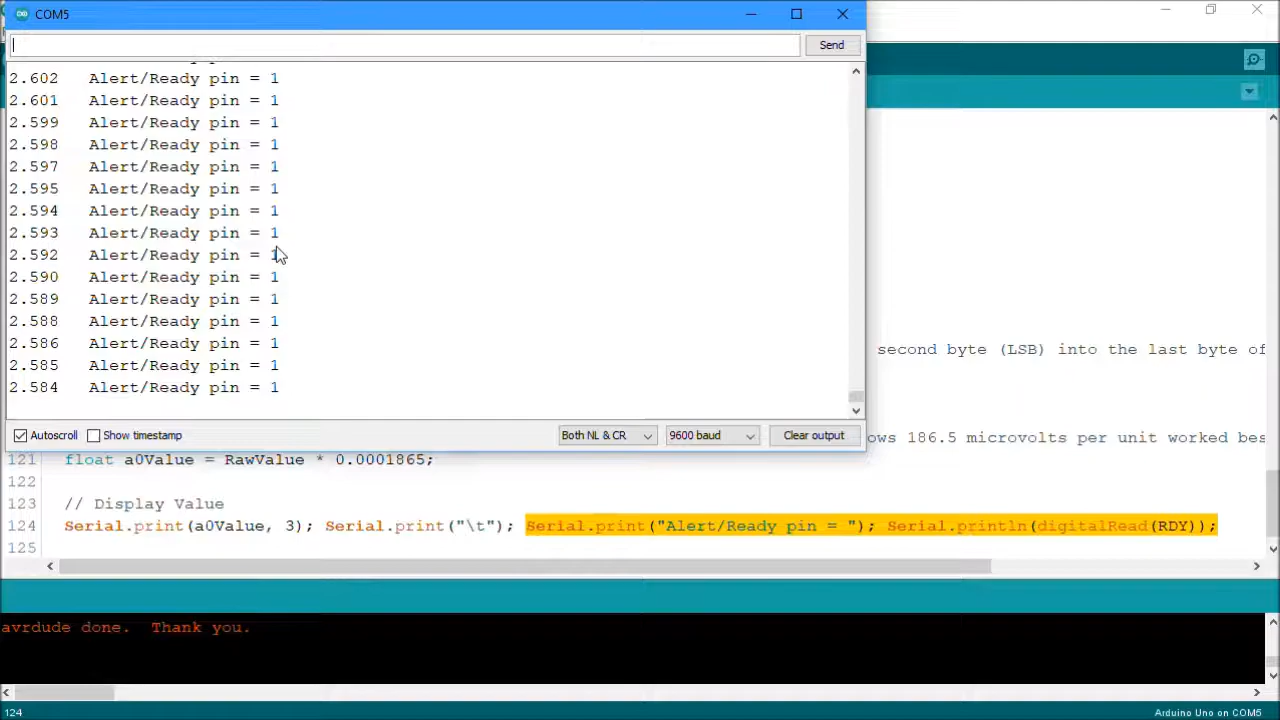 COM5
Send
2.602 Alert/Ready pin = 1
2.601 Alert/Ready pin = 1
2.599 Alert/Ready pin = 1
2.598 Alert/Ready pin = 1
2.597 Alert/Ready pin = 1
2.595 Alert/Ready pin = 1
2.594 Alert/Ready pin = 1
2.593 Alert/Ready pin = 1
2.592 Alert/Ready pin = 1
2.590 Alert/Ready pin = 1
2.589 Alert/Ready pin = 1
2.588 Alert/Ready pin = 1
2.586 Alert/Ready pin = 1
2.585 Alert/Ready pin = 1
2.584 Alert/Ready pin = 1
second byte (LSB) into the last byte of
Autoscroll Show timestamp Both NL & CR 9600 baud Clear output
ows 186.5 microvolts per unit worked bes
121 float a0Value = RawValue * 0.0001865;
122
123 // Display Value
124 Serial.print(a0Value, 3); Serial.print("\t"); Serial.print("Alert/Ready pin = "); Serial.println(digitalRead(RDY));
125
avrdude done. Thank you.
124 Arduino Uno on COM5